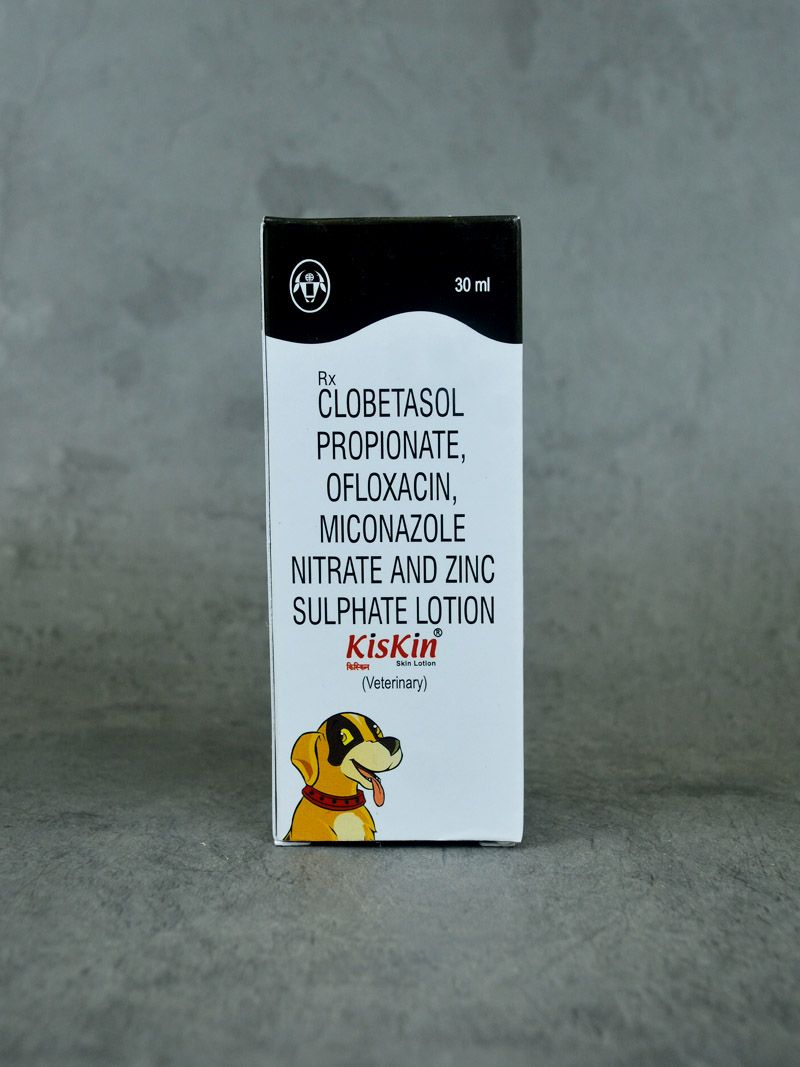 30 ml
Rx
CLOBETASOL
PROPIONATE,
OFLOXACIN,
MICONAZOLE
NITRATE AND ZINC
SULPHATE LOTION
KisKin®
किस्किन Skin Lotion
(Veterinary)